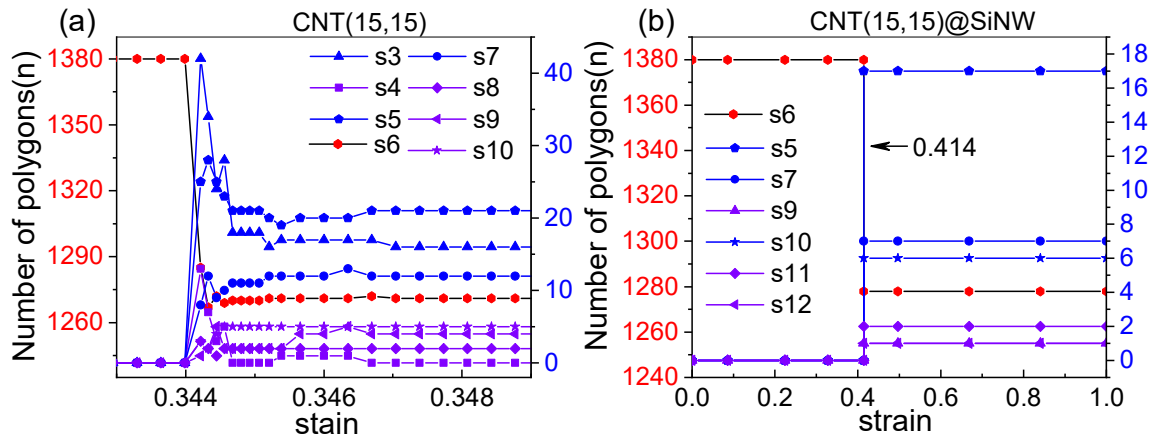 (a) CNT(15,15)
Number of polygons(n)
1380
1350
1320
1290
1260
s3
s4
s5
s6
s7
s8
s9
s10
40
20
0
0.344
0.346
0.348
stain
(b) CNT(15,15)@SiNW
Number of polygons(n)
1380
1360
1340
1320
1300
1280
1260
1240
s6
s5
s7
s9
s10
s11
s12
0.414
18
16
14
12
10
8
6
4
2
0
0.0
0.2
0.4
0.6
0.8
1.0
strain